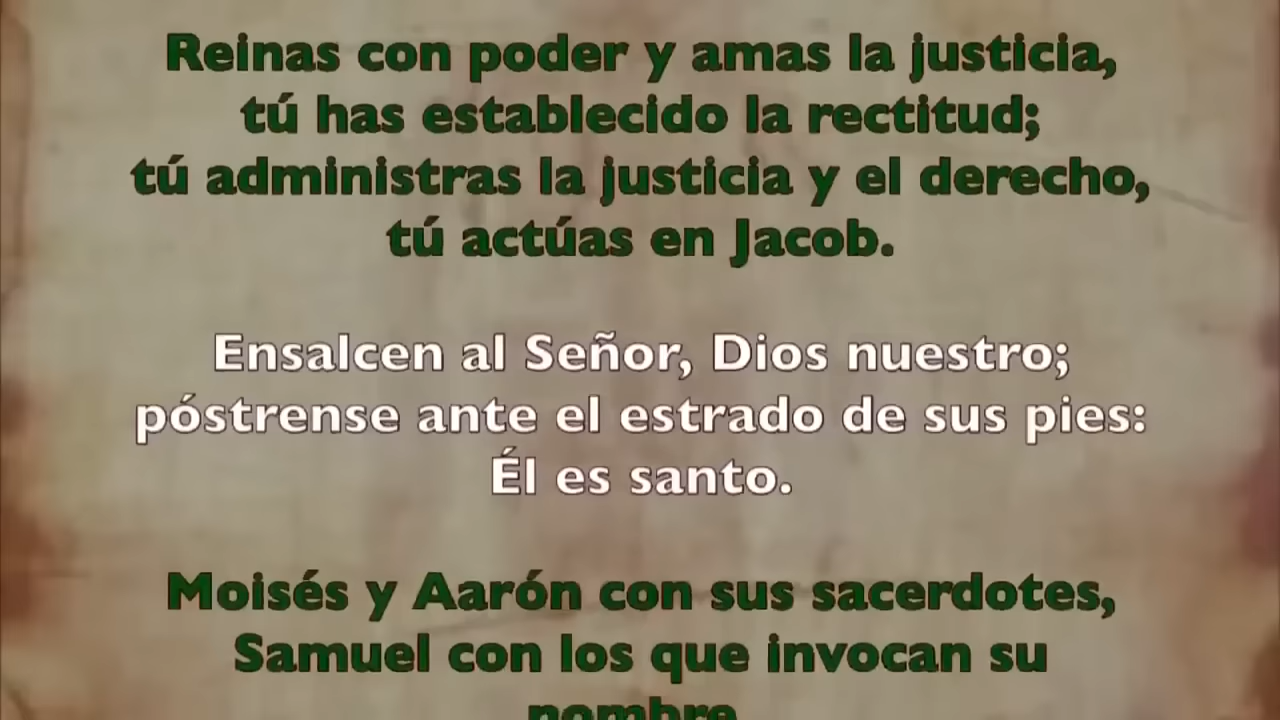 Reinas con poder y amas la justicia,
tú has establecido la rectitud;
tú administras la justicia y el derecho,
tú actúas en Jacob.
Ensalcen al Señor, Dios nuestro;
póstrense ante el estrado de sus pies:
Él es santo.
Moisés y Aarón con sus sacerdotes,
Samuel con los que invocan su
nombre